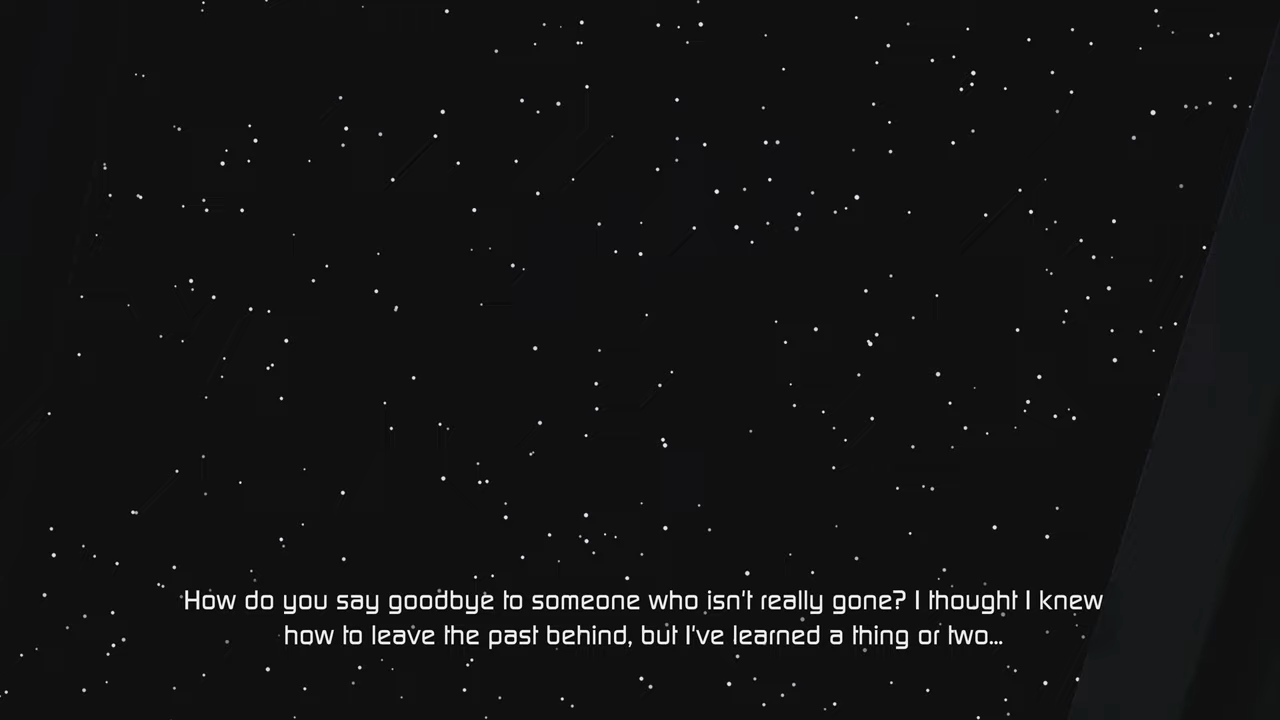 How do you say goodbye to someone who isn't really gone? I thought I knew
how to leave the past behind, but I've learned a thing or two...